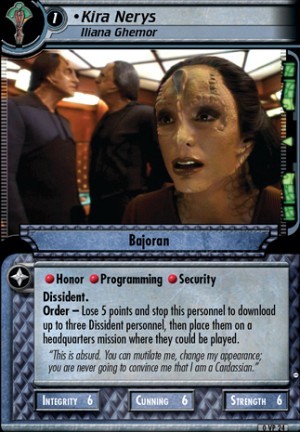 1
•Kira Nerys
Iliana Ghemor
Bajoran
Honor Programming Security
Dissident.
Order – Lose 5 points and stop this personnel to download
up to three Dissident personnel, then place them on a
headquarters mission where they could be played.
"This is absurd. You can mutilate me, change my appearance;
you are never going to convince me that I am a Cardassian."
INTEGRITY 6 CUNNING 6 STRENGTH 6
0 VP 24